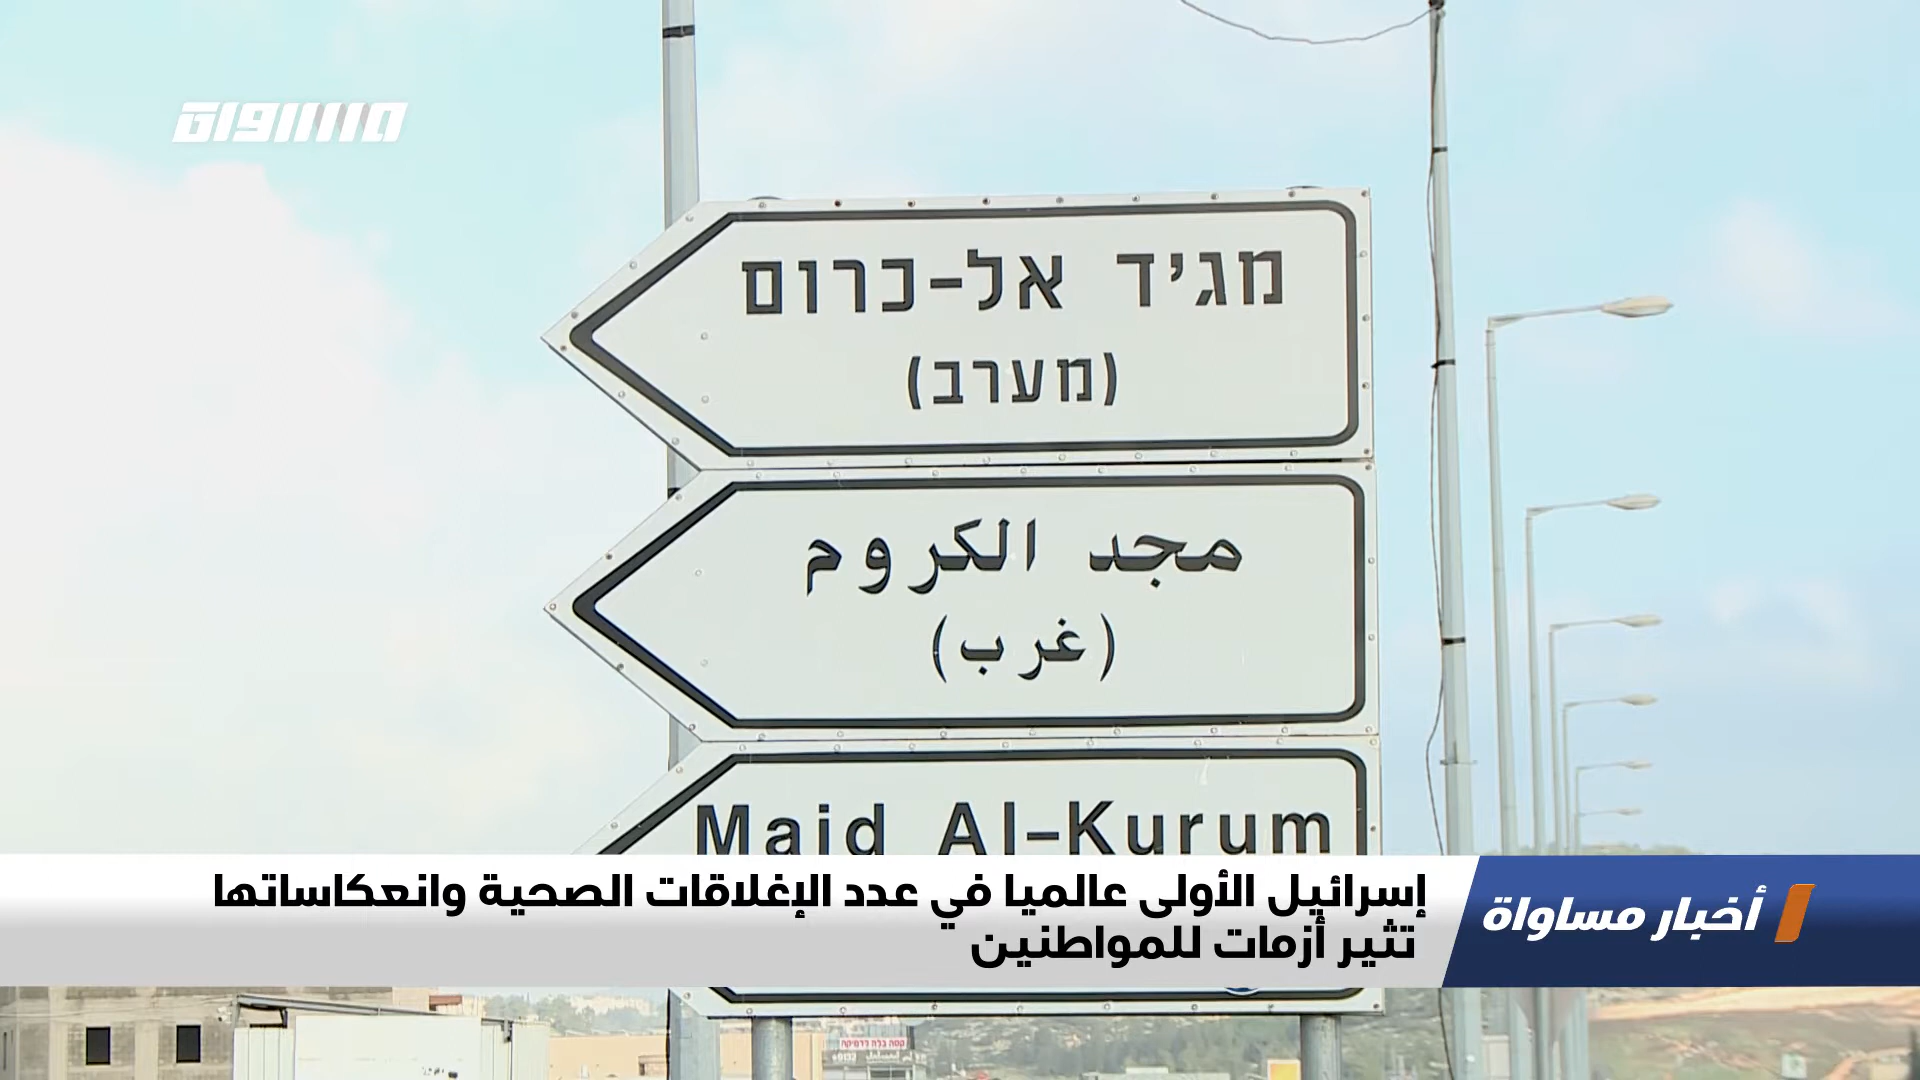 مساواة
מג'ד אל-כרום
(מערב)
مجد الكروم
(غرب)
Majd Al-Kurum
إسرائيل الأولى عالميا في عدد الإغلاقات الصحية وانعكاساتها
تثير أزمات للمواطنين
أخبار مساواة